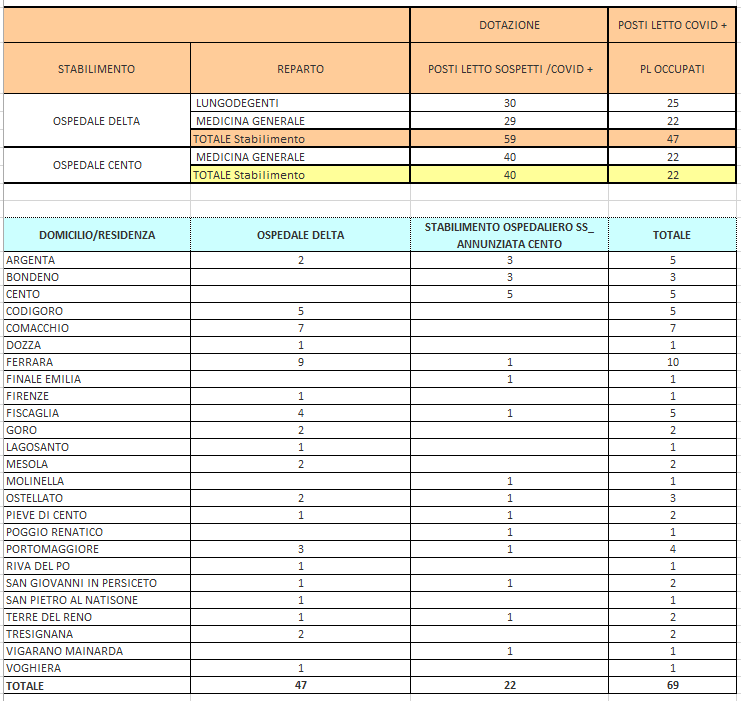 DOTAZIONE POSTI LETTO COVID +
STABILIMENTO REPARTO POSTI LETTO SOSPETTI /COVID + PL OCCUPATI
OSPEDALE DELTA
LUNGODEGENTI 30 25
MEDICINA GENERALE 29 22
TOTALE Stabilimento 59 47
OSPEDALE CENTO
MEDICINA GENERALE 40 22
TOTALE Stabilimento 40 22
DOMICILIO/RESIDENZA OSPEDALE DELTA STABILIMENTO OSPEDALIERO SS_
ANNUNZIATA CENTO TOTALE
ARGENTA 2 3 5
BONDENO 3 3
CENTO 5 5
CODIGORO 5 5
COMACCHIO 7 7
DOZZA 1 1
FERRARA 9 1 10
FINALE EMILIA 1 1
FIRENZE 1 1
FISCAGLIA 4 1 5
GORO 2 2
LAGOSANTO 1 1
MESOLA 2 2
MOLINELLA 1 1
OSTELLATO 2 1 3
PIEVE DI CENTO 1 1 2
POGGIO RENATICO 1 1
PORTOMAGGIORE 3 1 4
RIVA DEL PO 1 1
SAN GIOVANNI IN PERSICETO 1 1 2
SAN PIETRO AL NATISONE 1 1
TERRE DEL RENO 1 1 2
TRESIGNANA 2 2
VIGARANO MAINARDA 1 1
VOGHIERA 1 1
TOTALE 47 22 69